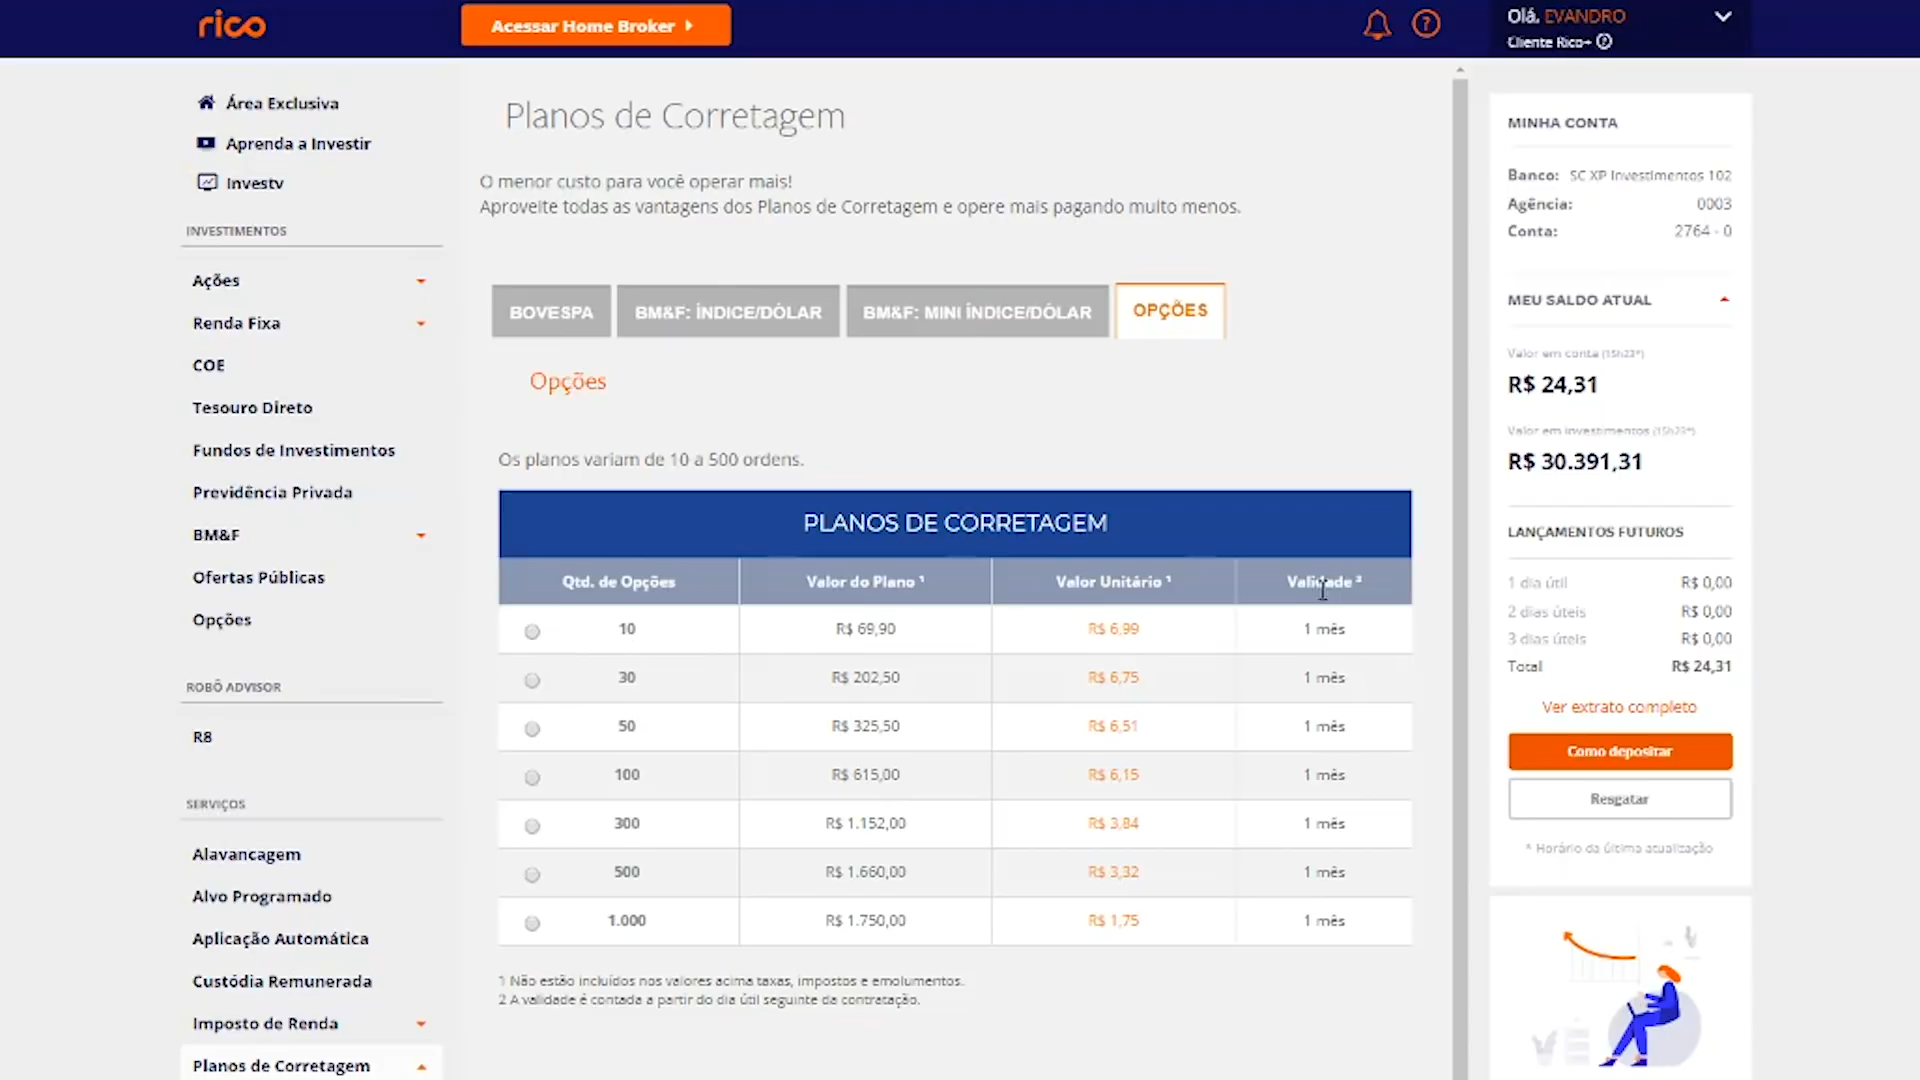 rico
Acessar Home Broker
Olá, EVANDRO
Cliente Rico+
Área Exclusiva
Aprenda a Investir
Investv
INVESTIMENTOS
Ações
Renda Fixa
COE
Tesouro Direto
Fundos de Investimentos
Previdência Privada
BM&F
Ofertas Públicas
Opções
ROBÔ ADVISOR
R8
SERVIÇOS
Alavancagem
Alvo Programado
Aplicação Automática
Custódia Remunerada
Imposto de Renda
Planos de Corretagem
Planos de Corretagem
O menor custo para você operar mais!
Aproveite todas as vantagens dos Planos de Corretagem e opere mais pagando muito menos.
BOVESPA BM&F: ÍNDICE/DÓLAR BM&F: MINI ÍNDICE/DÓLAR OPÇÕES
Opções
Os planos variam de 10 a 500 ordens.
PLANOS DE CORRETAGEM
Qtd. de Opções Valor do Plano ¹ Valor Unitário ¹ Validade ²
10 R$ 69,90 R$ 6,99 1 mês
30 R$ 202,50 R$ 6,75 1 mês
50 R$ 325,50 R$ 6,51 1 mês
100 R$ 615,00 R$ 6,15 1 mês
300 R$ 1.152,00 R$ 3,84 1 mês
500 R$ 1.660,00 R$ 3,32 1 mês
1.000 R$ 1.750,00 R$ 1,75 1 mês
1 Não estão incluídos nos valores acima taxas, impostos e emolumentos.
2 A validade é contada a partir do dia útil seguinte da contratação.
MINHA CONTA
Banco: SC XP Investimentos 102
Agência: 0003
Conta: 2764 - 0
MEU SALDO ATUAL
Valor em conta (15h23*)
R$ 24,31
Valor em investimentos (15h23*)
R$ 30.391,31
LANÇAMENTOS FUTUROS
1 dia útil R$ 0,00
2 dias úteis R$ 0,00
3 dias úteis R$ 0,00
Total R$ 24,31
Ver extrato completo
Como depositar
Resgatar
* Horário da última atualização